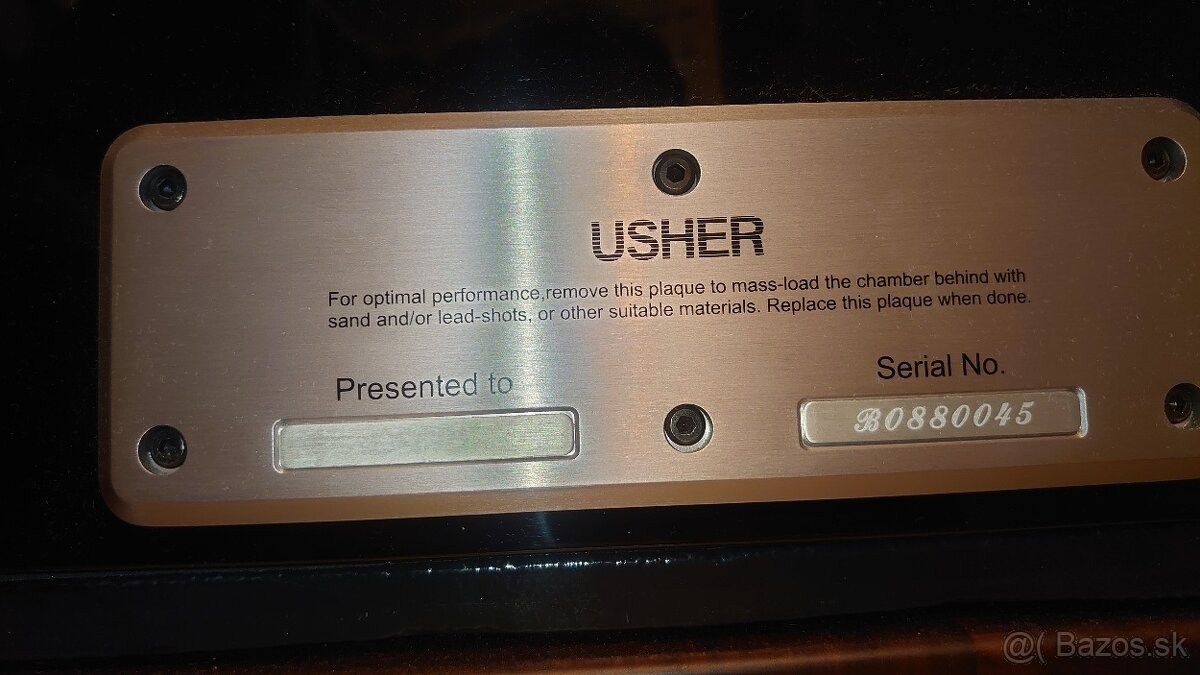 USHER
For optimal performance,remove this plaque to mass-load the chamber behind with
sand and/or lead-shots, or other suitable materials. Replace this plaque when done.
Presented to
Serial No.
B0880045
@( Bazos.sk